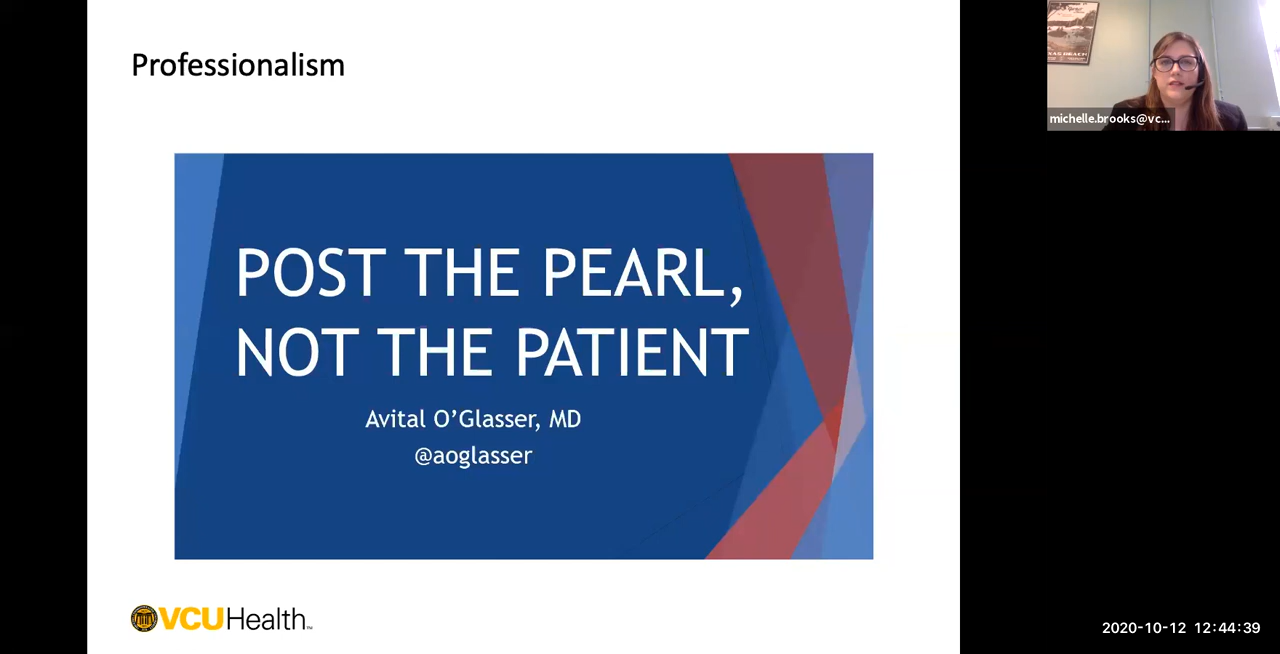 Professionalism
POST THE PEARL,
NOT THE PATIENT
Avital O'Glasser, MD
@aoglasser
VCUHealth™
michelle.brooks@vc...
2020-10-12 12:44:39